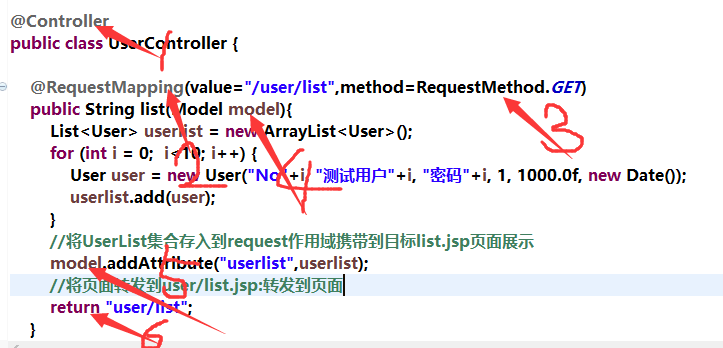 @Controller
public class UserController {
@RequestMapping(value="/user/list",method=RequestMethod.GET)
public String list(Model model){
List<User> userlist = new ArrayList<User>();
for (int i = 0; i<10; i++) {
User user = new User("No"+i, "测试用户"+i, "密码"+i, 1, 1000.0f, new Date());
userlist.add(user);
}
//将UserList集合存入到request作用域携带到目标list.jsp页面展示
model.addAttribute("userlist",userlist);
//将页面转发到user/list.jsp:转发到页面
return "user/list";
}
1
2
3
4
5
6